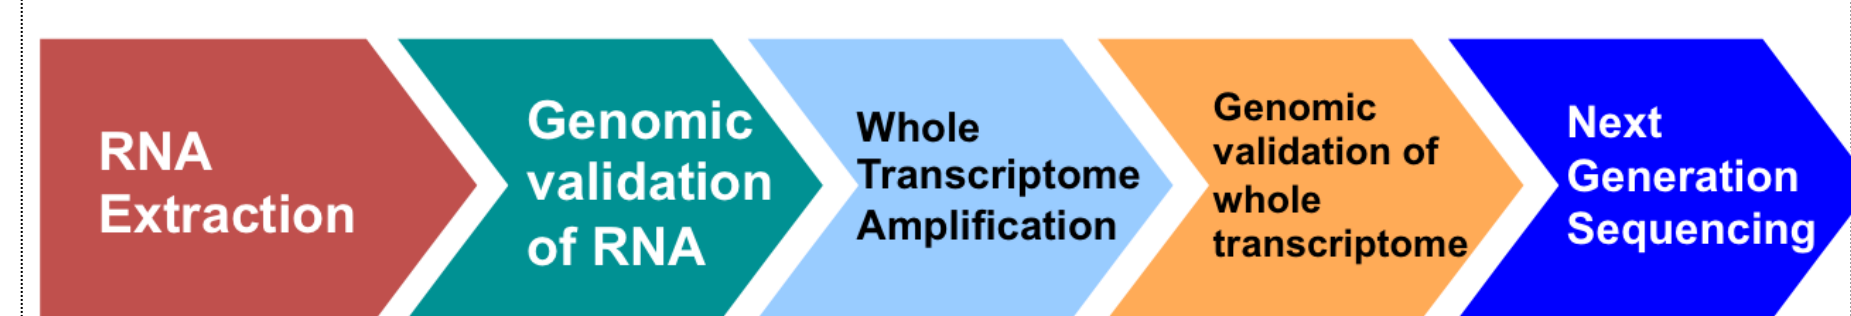 RNA
Extraction
Genomic
validation
of RNA
Whole
Transcriptome
Amplification
Genomic
validation of
whole
transcriptome
Next
Generation
Sequencing